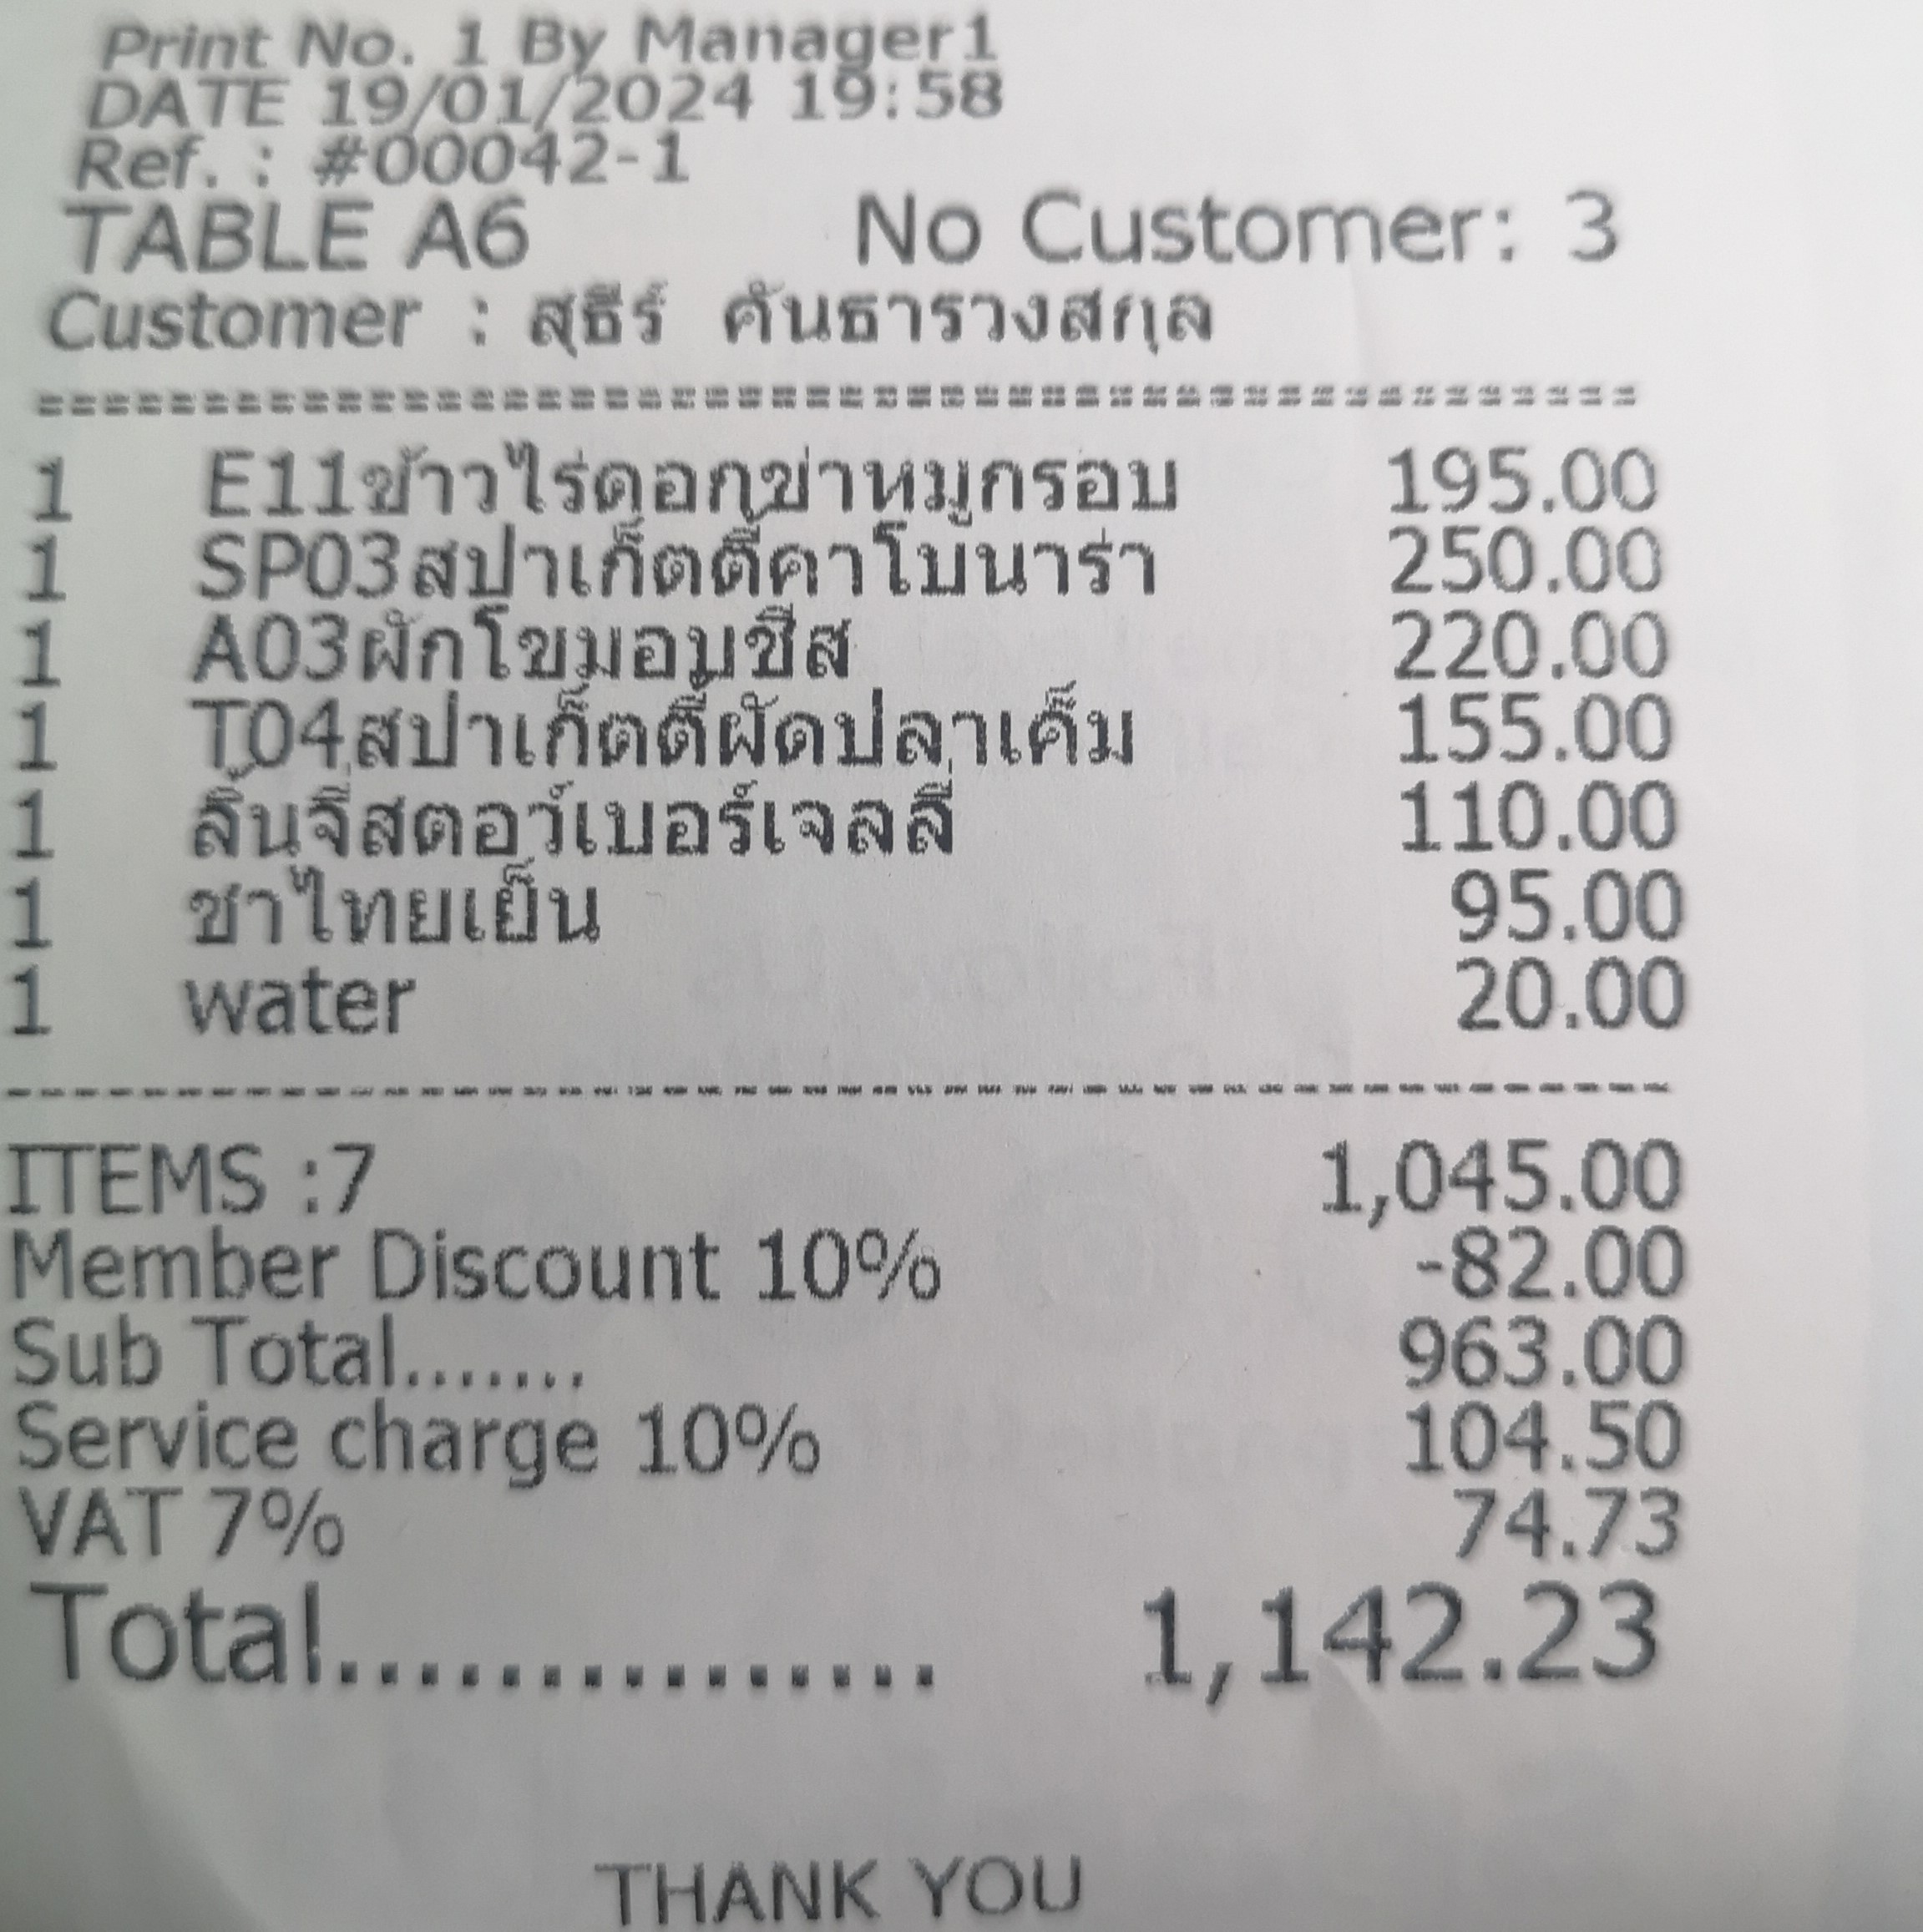 Print No. 1 By Manager1
DATE 19/01/2024 19:58
Ref. : #00042-1
TABLE A6 No Customer: 3
Customer : สุธีร์ คันธารวงสกุล
================================================
1 E11ข้าวไร่ดอกข่าหมูกรอบ 195.00
1 SP03สปาเก็ตตี้คาโบนาร่า 250.00
1 A03ผักโขมอบชีส 220.00
1 T04สปาเก็ตตี้ผัดปลาเค็ม 155.00
1 ลิ้นจี่สตอว์เบอร์เจลลี่ 110.00
1 ชาไทยเย็น 95.00
1 water 20.00
------------------------------------------------
ITEMS :7 1,045.00
Member Discount 10% -82.00
Sub Total....... 963.00
Service charge 10% 104.50
VAT 7% 74.73
Total............... 1,142.23
THANK YOU